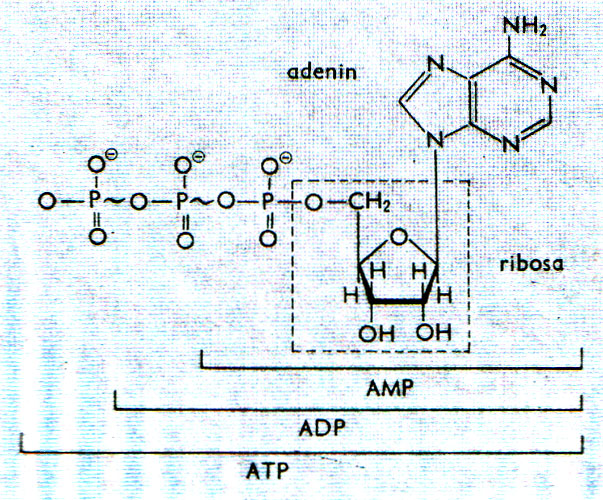 NH₂
adenin
N
N
N
N
O⊖ O⊖ O⊖
O–P~O–P~O–P–O–CH₂
O O O
O
ribosa
H H
H H
OH OH
AMP
ADP
ATP